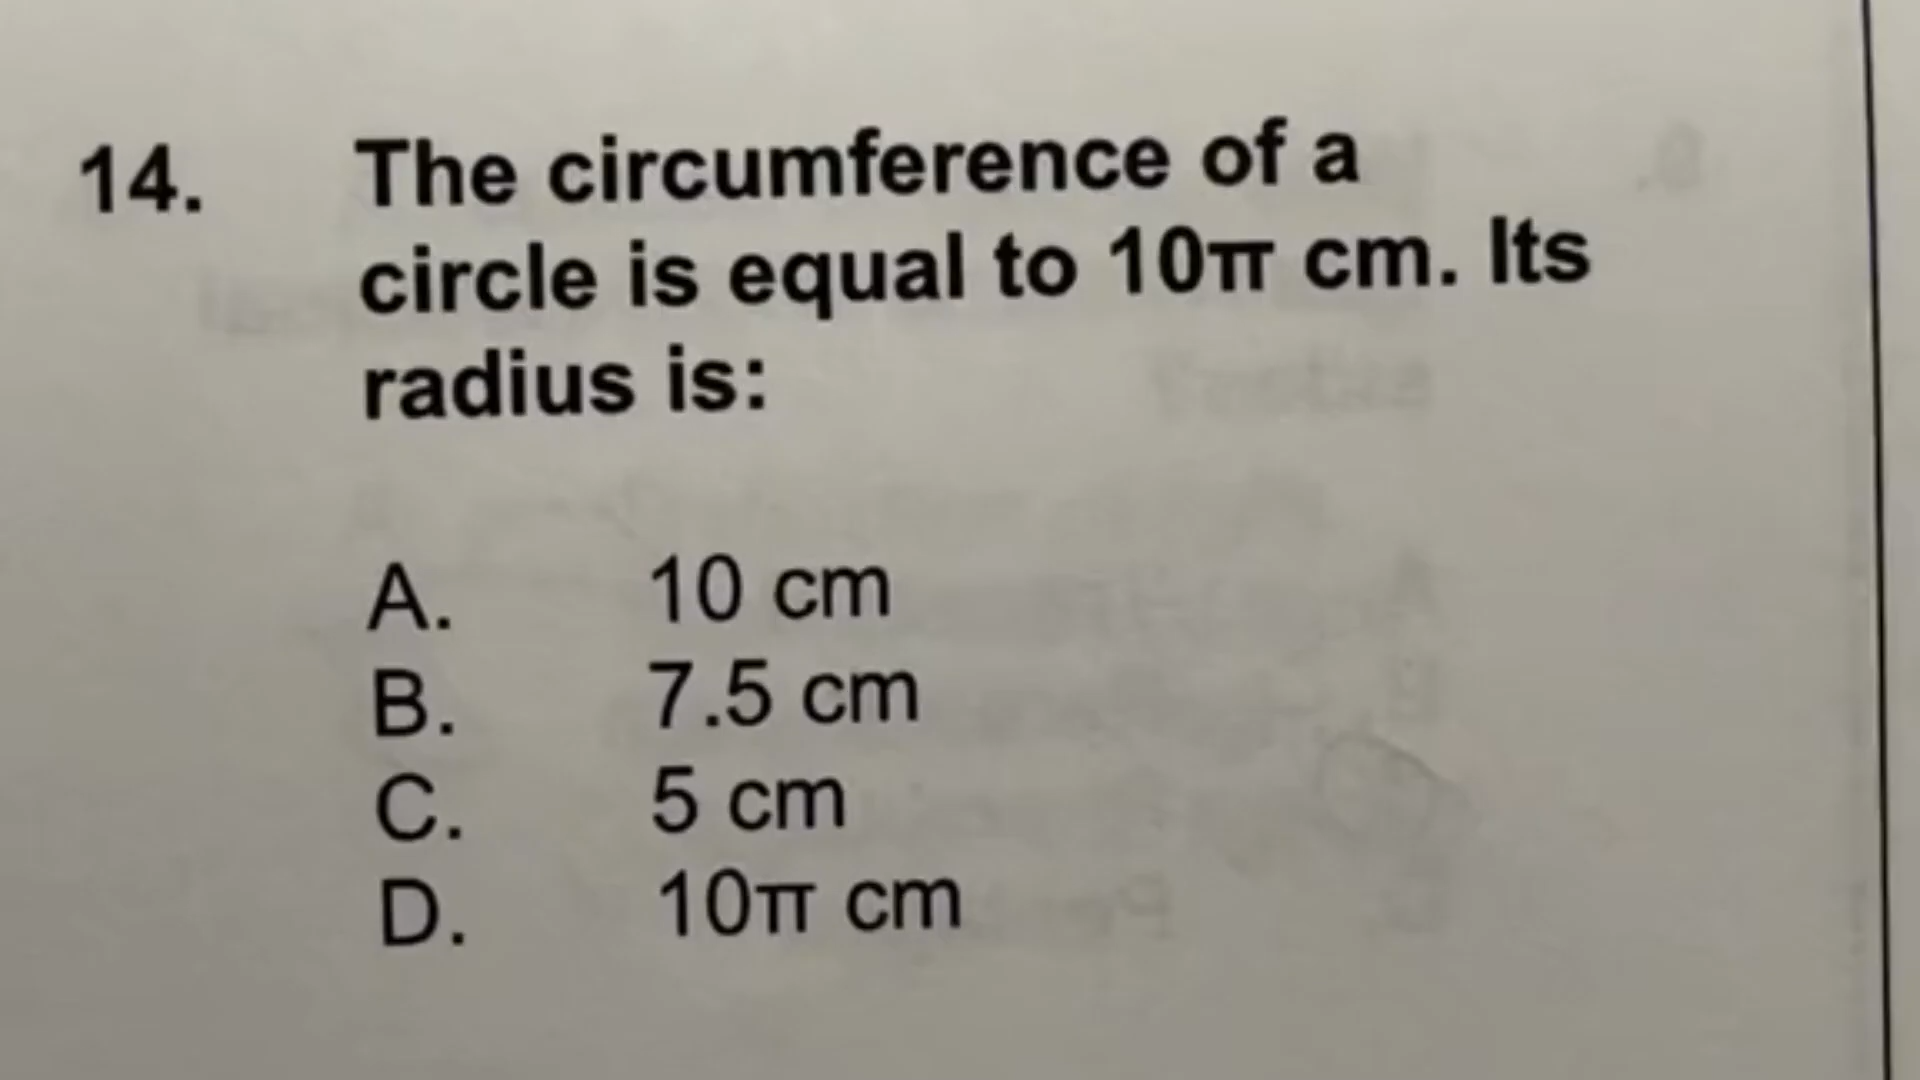 14. The circumference of a
circle is equal to 10π cm. Its
radius is:
A. 10 cm
B. 7.5 cm
C. 5 cm
D. 10π cm